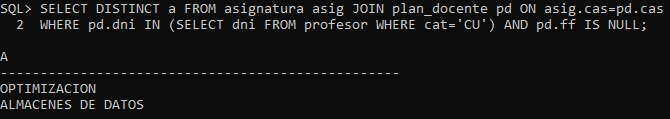 SQL> SELECT DISTINCT a FROM asignatura asig JOIN plan_docente pd ON asig.cas=pd.cas
  2  WHERE pd.dni IN (SELECT dni FROM profesor WHERE cat='CU') AND pd.ff IS NULL;
A
--------------------------------------------------
OPTIMIZACION
ALMACENES DE DATOS